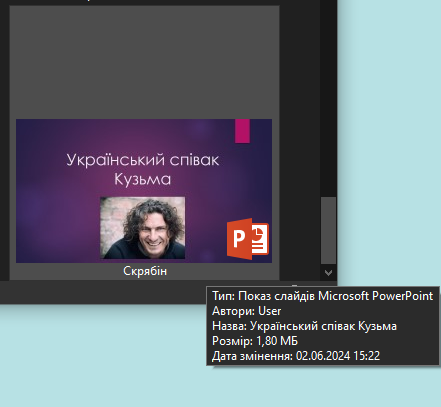 Український співак
Кузьма
P
Скрябін
Тип: Показ слайдів Microsoft PowerPoint
Автори: User
Назва: Український співак Кузьма
Розмір: 1,80 МБ
Дата змінення: 02.06.2024 15:22